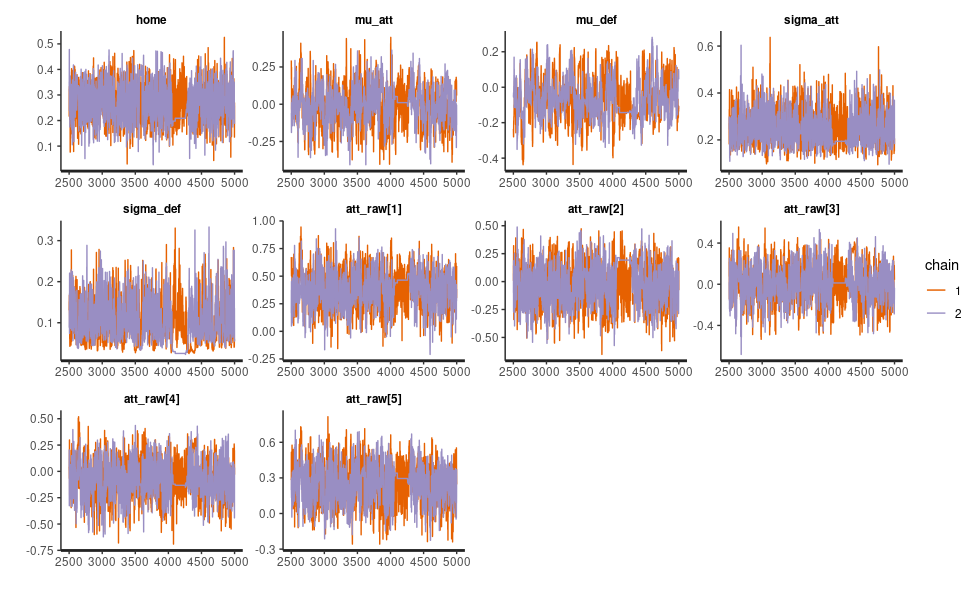 home mu_att mu_def sigma_att
0.5 0.4 0.3 0.2 0.1
0.25 0.00 -0.25
0.2 0.0 -0.2 -0.4
0.6 0.4 0.2
2500 3000 3500 4000 4500 5000 2500 3000 3500 4000 4500 5000 2500 3000 3500 4000 4500 5000 2500 3000 3500 4000 4500 5000
sigma_def att_raw[1] att_raw[2] att_raw[3]
0.3 0.2 0.1
1.00 0.75 0.50 0.25 0.00 -0.25
0.50 0.25 0.00 -0.25 -0.50
0.4 0.0 -0.4
2500 3000 3500 4000 4500 5000 2500 3000 3500 4000 4500 5000 2500 3000 3500 4000 4500 5000 2500 3000 3500 4000 4500 5000
att_raw[4] att_raw[5]
0.50 0.25 0.00 -0.25 -0.50 -0.75
0.6 0.3 0.0 -0.3
2500 3000 3500 4000 4500 5000 2500 3000 3500 4000 4500 5000
chain
1
2